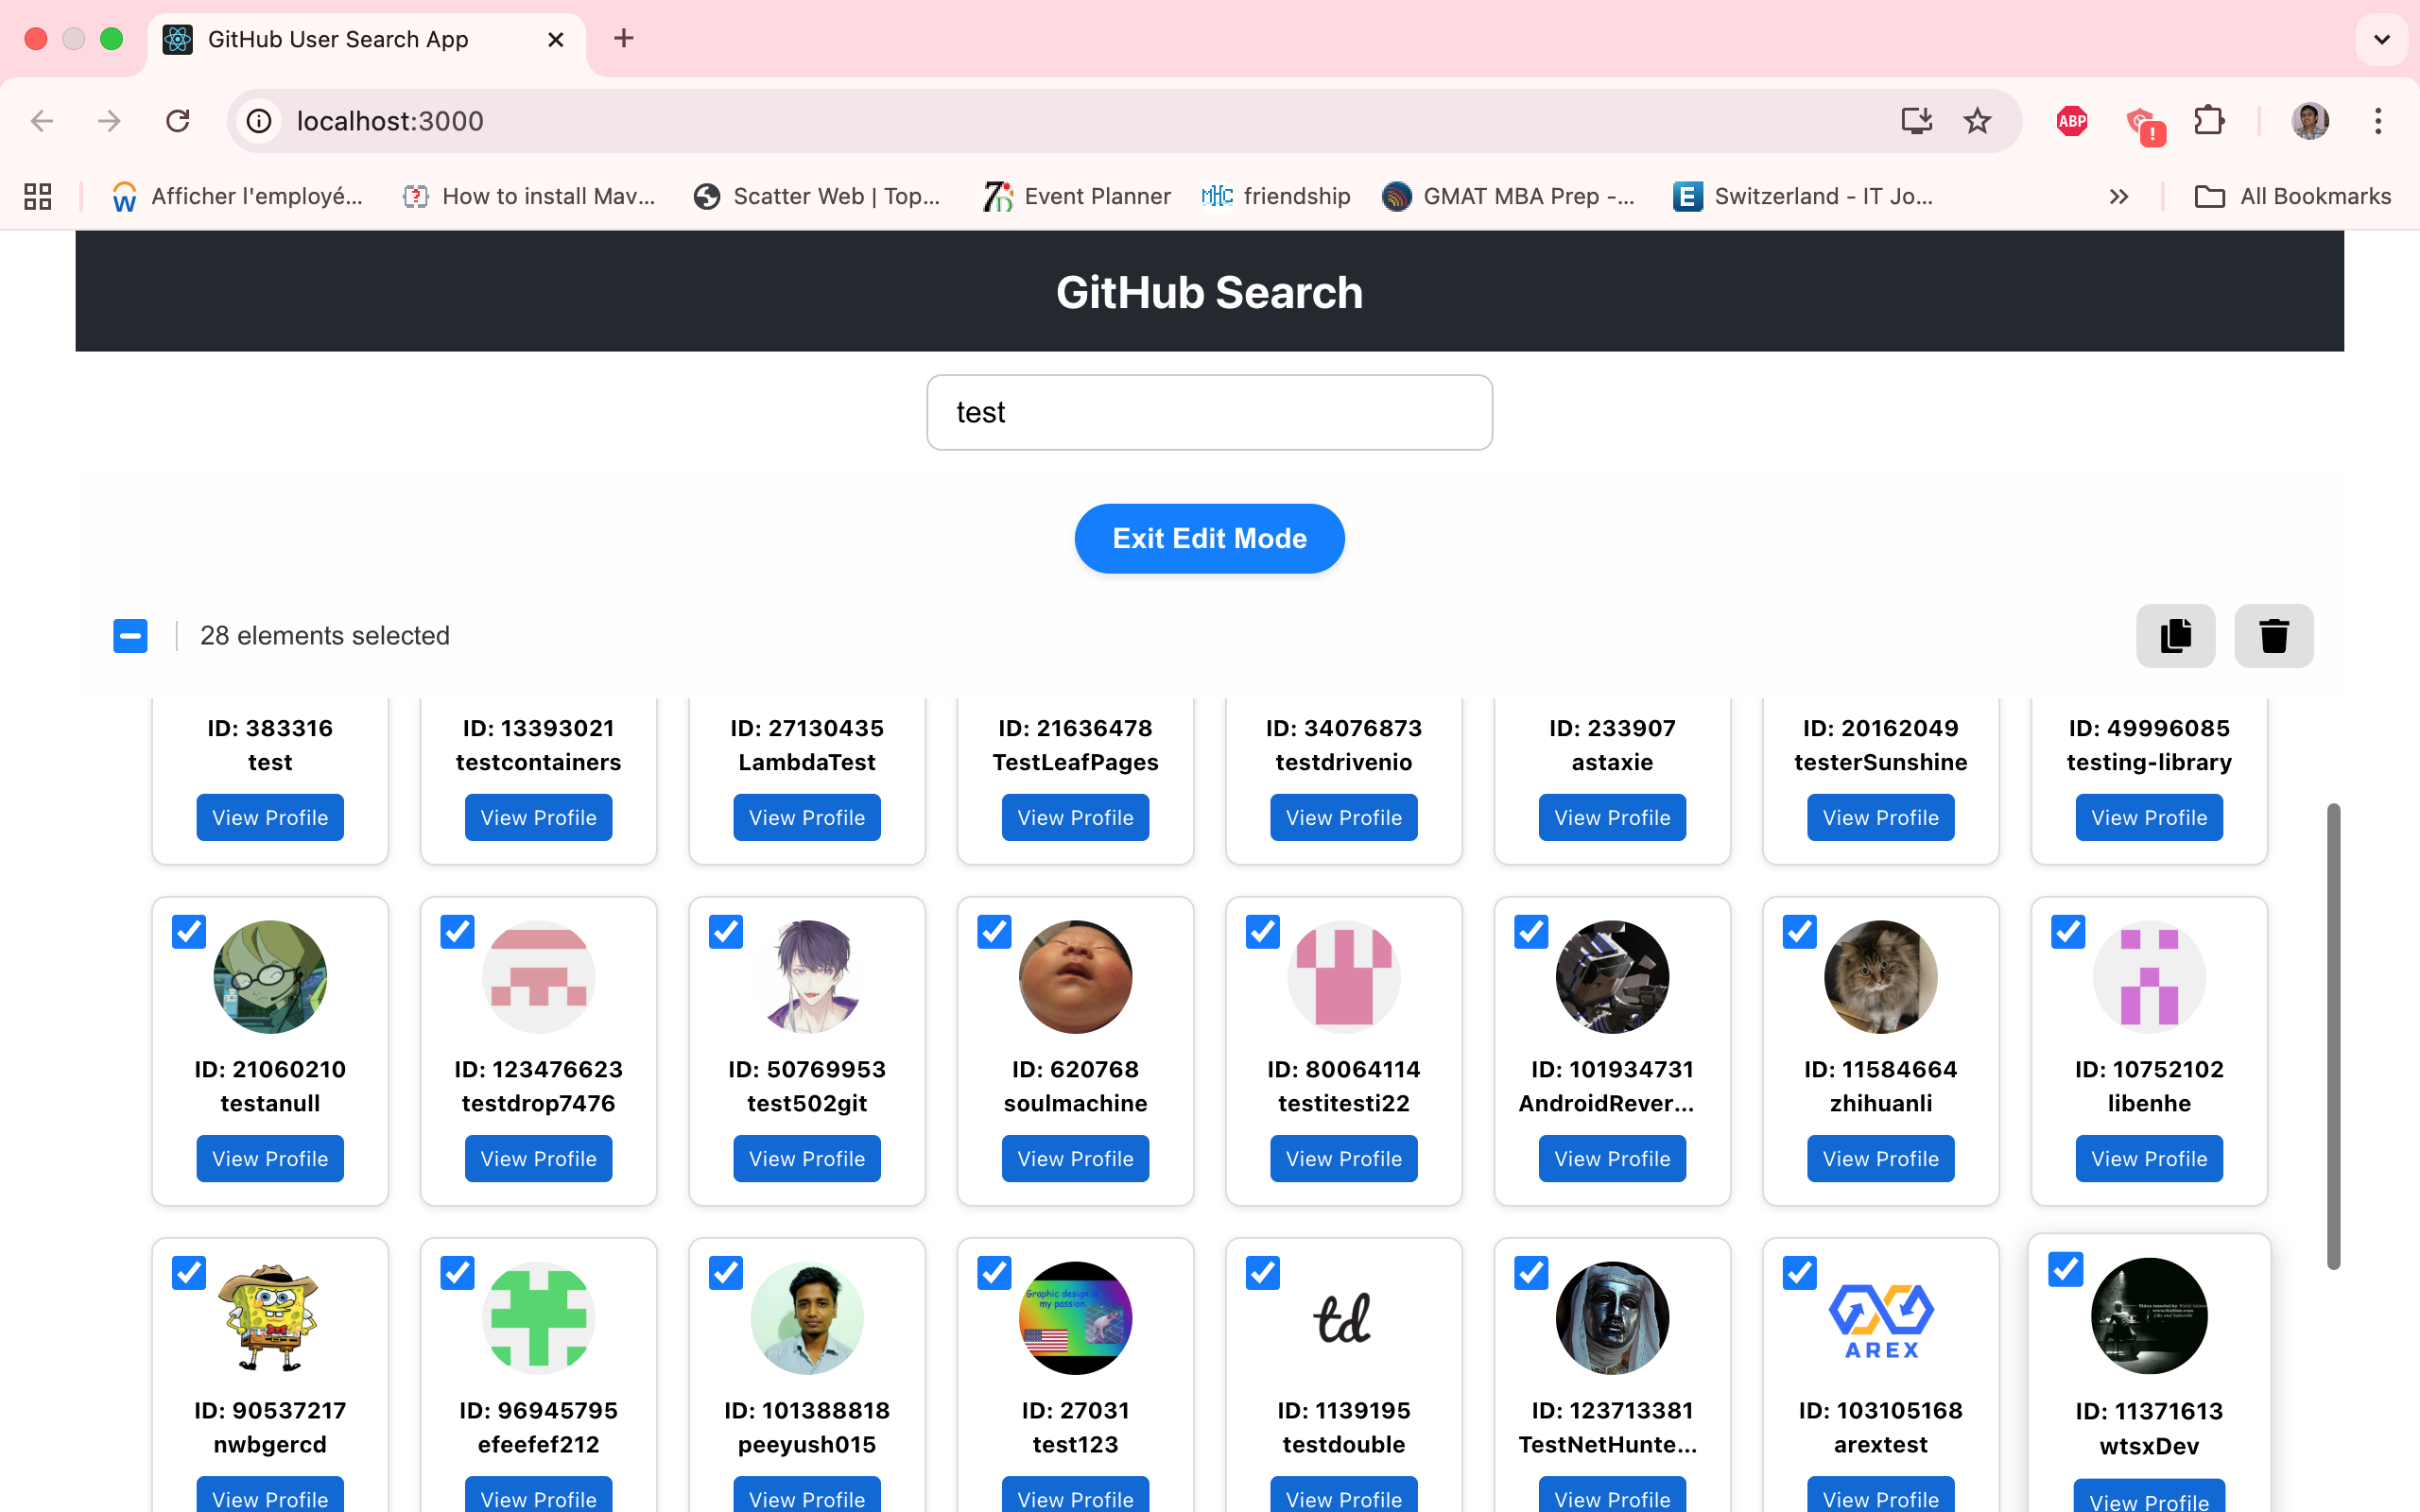 GitHub User Search App
localhost:3000
ABP
Afficher l'employé...
How to install Mav...
Scatter Web | Top...
Event Planner
friendship
GMAT MBA Prep -...
Switzerland - IT Jo...
All Bookmarks
GitHub Search
test
Exit Edit Mode
28 elements selected
ID: 383316
test
View Profile
ID: 13393021
testcontainers
View Profile
ID: 27130435
LambdaTest
View Profile
ID: 21636478
TestLeafPages
View Profile
ID: 34076873
testdrivenio
View Profile
ID: 233907
astaxie
View Profile
ID: 20162049
testerSunshine
View Profile
ID: 49996085
testing-library
View Profile
ID: 21060210
testanull
View Profile
ID: 123476623
testdrop7476
View Profile
ID: 50769953
test502git
View Profile
ID: 620768
soulmachine
View Profile
ID: 80064114
testitesti22
View Profile
ID: 101934731
AndroidRever...
View Profile
ID: 11584664
zhihuanli
View Profile
ID: 10752102
libenhe
View Profile
ID: 90537217
nwbgercd
View Profile
ID: 96945795
efeefef212
View Profile
ID: 101388818
peeyush015
View Profile
Graphic design is
my passion
ID: 27031
test123
View Profile
td
ID: 1139195
testdouble
View Profile
ID: 123713381
TestNetHunte...
View Profile
AREX
ID: 103105168
arextest
View Profile
ID: 11371613
wtsxDev
View Profile